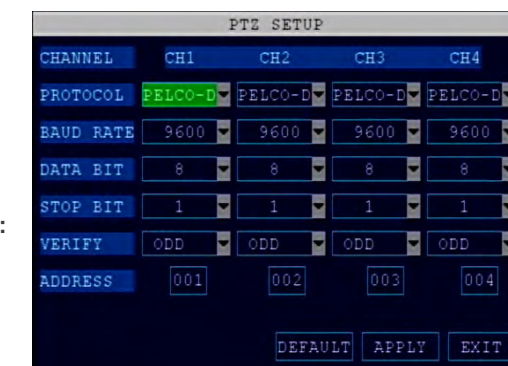 PTZ SETUP
CHANNEL CH1 CH2 CH3 CH4
PROTOCOL PELCO-D PELCO-D PELCO-D PELCO-D
BAUD RATE 9600 9600 9600 9600
DATA BIT 8 8 8 8
STOP BIT 1 1 1 1
:
VERIFY ODD ODD ODD ODD
ADDRESS 001 002 003 004
DEFAULT APPLY EXIT